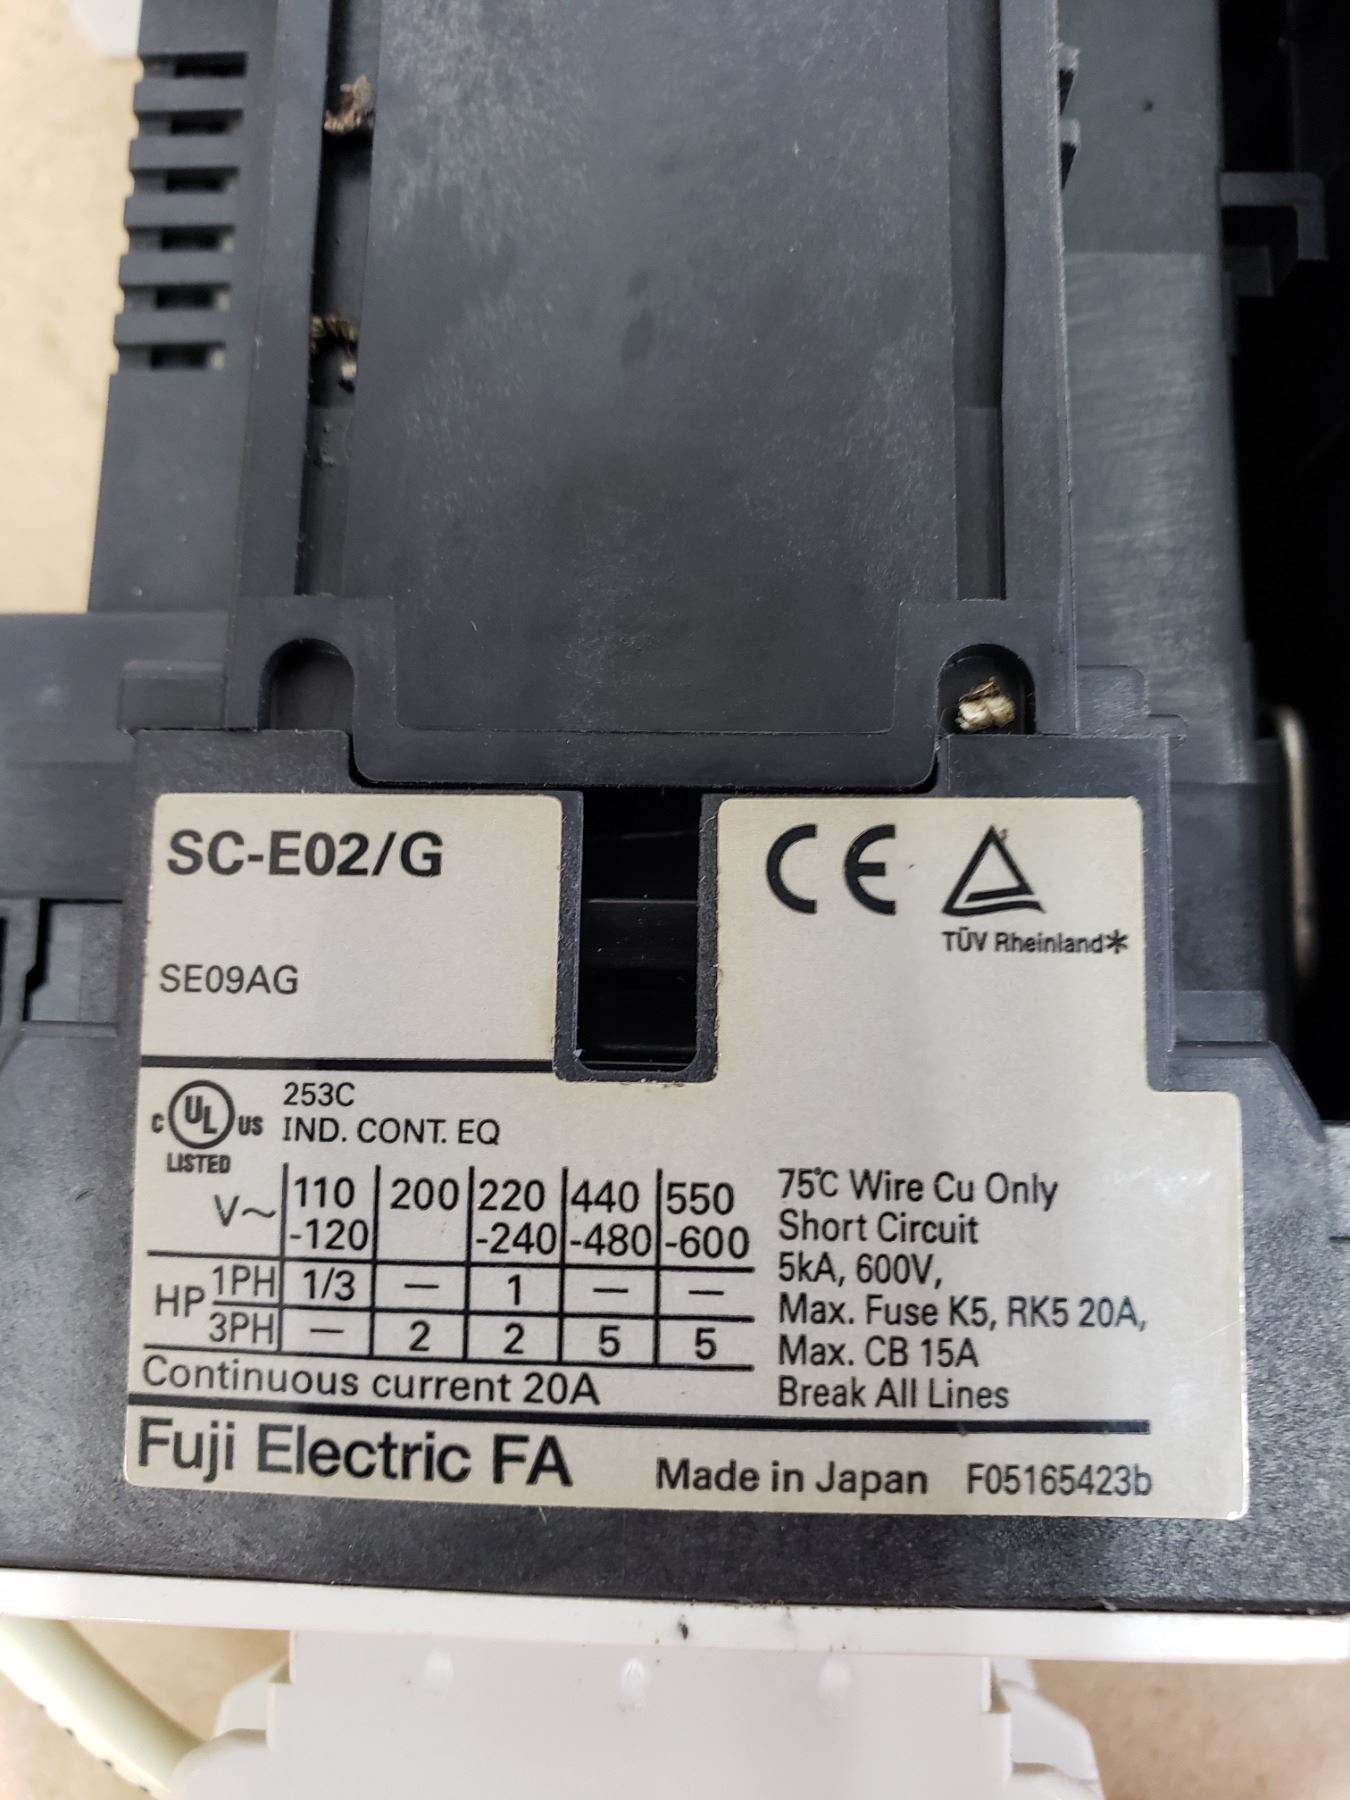 SC-E02/G
CE
TÜV Rheinland*
SE09AG
C UL US LISTED
253C
IND. CONT. EQ
V~ 110-120 200 220-240 440-480 550-600
HP 1PH 1/3 — 1 — —
3PH — 2 2 5 5
Continuous current 20A
75℃ Wire Cu Only
Short Circuit
5kA, 600V,
Max. Fuse K5, RK5 20A,
Max. CB 15A
Break All Lines
Fuji Electric FA
Made in Japan F05165423b